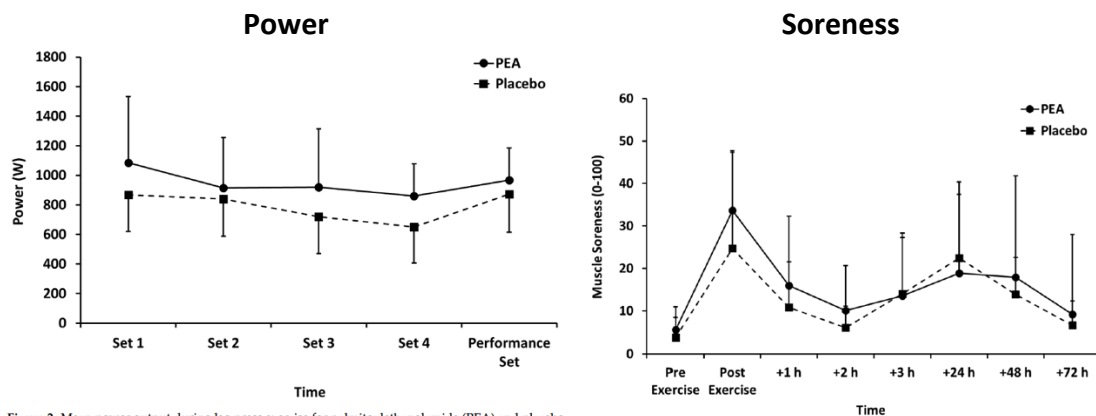 Power
Soreness
1800
1600
1400
1200
1000
800
600
400
200
0
Power (W)
PEA
Placebo
Set 1 Set 2 Set 3 Set 4 Performance
Set
Time
60
50
40
30
20
10
0
Muscle Soreness (0-100)
PEA
Placebo
Pre Post +1 h +2 h +3 h +24 h +48 h +72 h
Exercise Exercise
Time